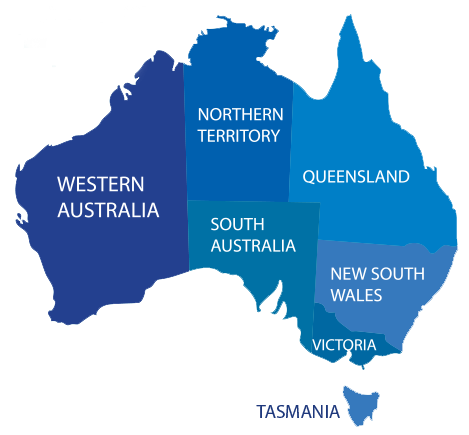 NORTHERN
TERRITORY
QUEENSLAND
WESTERN
AUSTRALIA
SOUTH
AUSTRALIA
NEW SOUTH
WALES
VICTORIA
TASMANIA